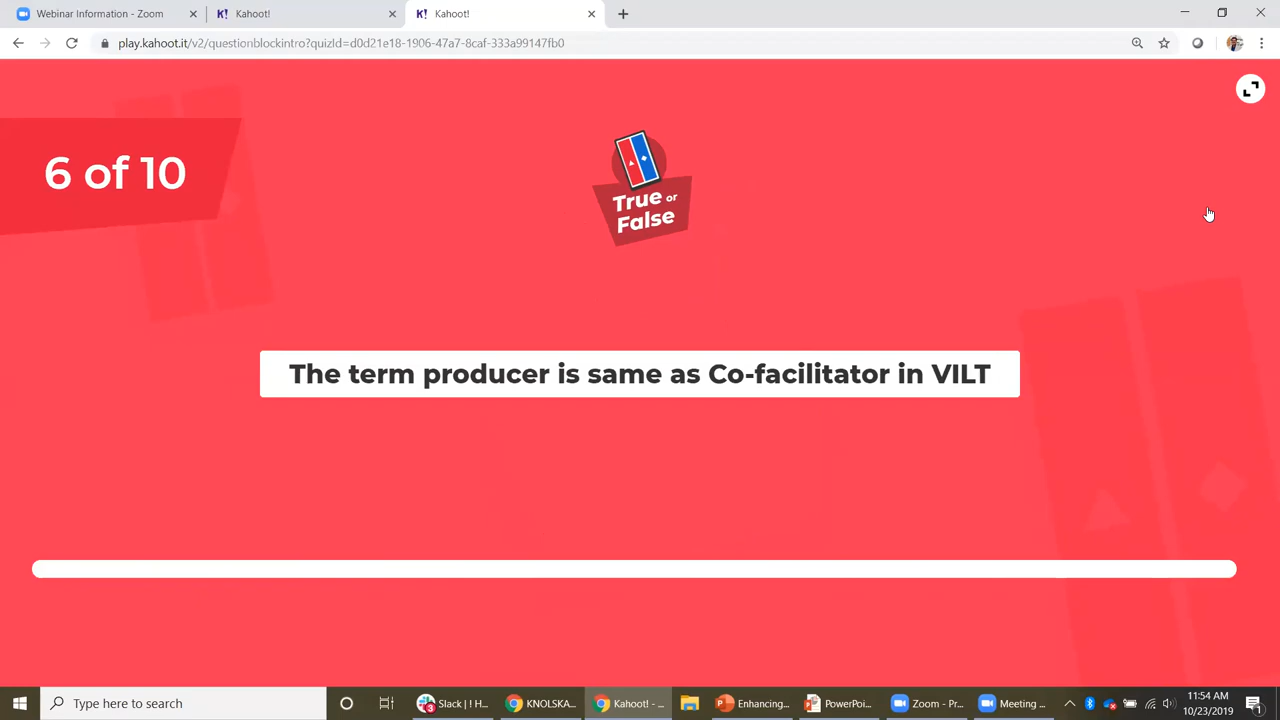 Webinar Information - Zoom
Kahoot!
Kahoot!
play.kahoot.it/v2/questionblockintro?quizId=d0d21e18-1906-47a7-8caf-333a99147fb0
6 of 10
True or
False
The term producer is same as Co-facilitator in VILT
Type here to search
Slack | ! H...
KNOLSKA...
Kahoot! - ...
Enhancing...
PowerPoi...
Zoom - Pr...
Meeting ...
11:54 AM
10/23/2019